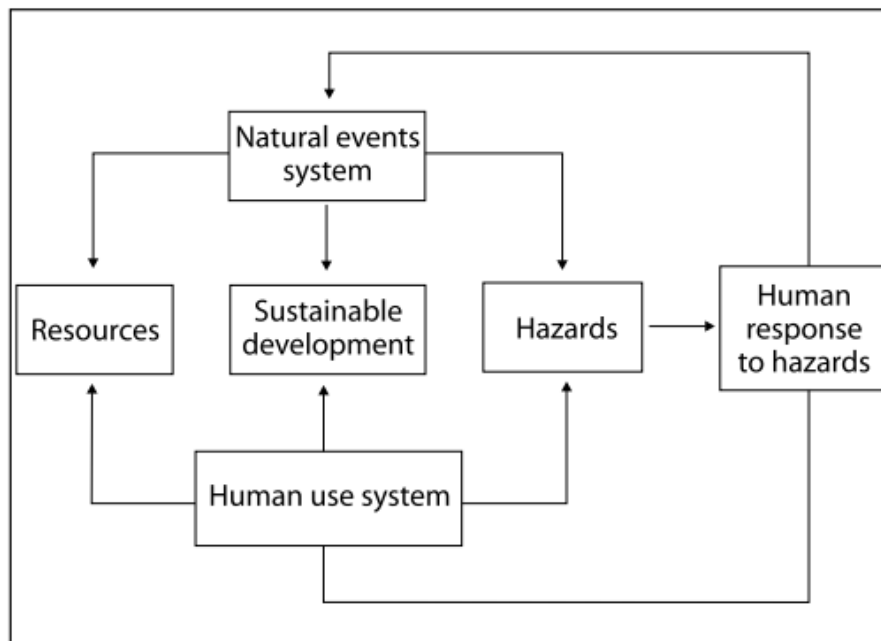 Natural events
system
Resources
Sustainable
development
Hazards
Human
response
to hazards
Human use system